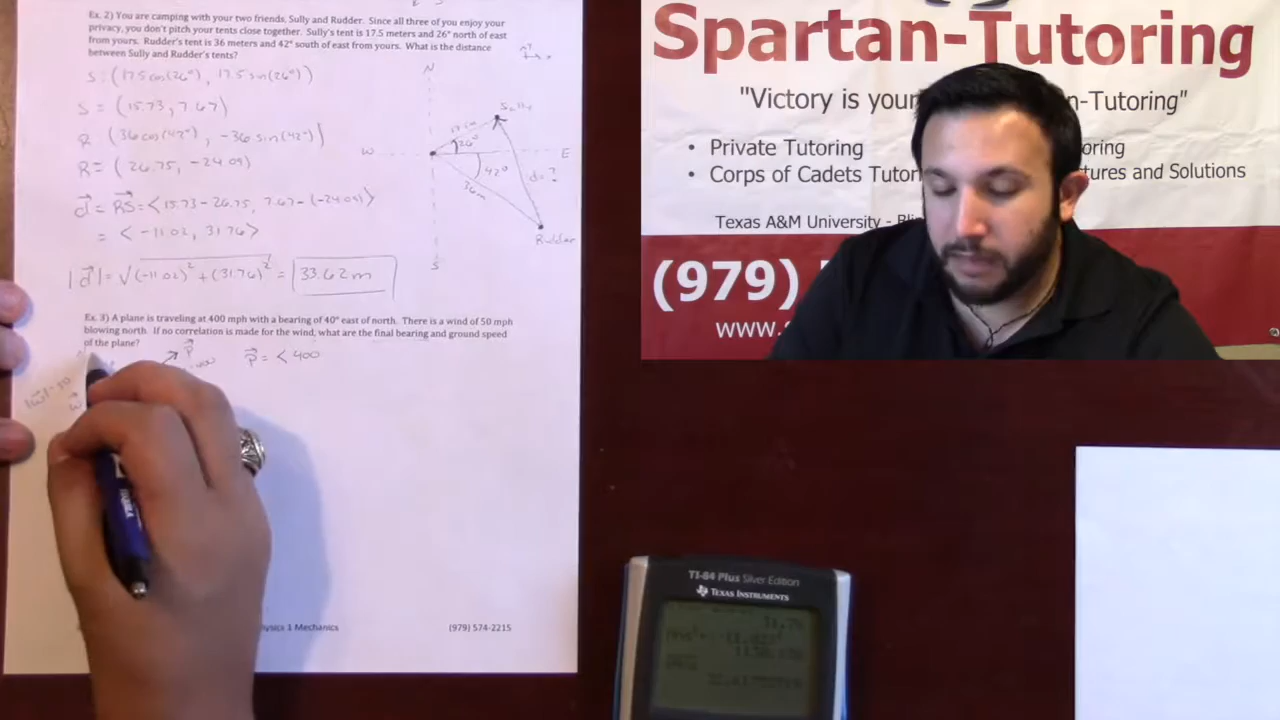 Ex. 2) You are camping with your two friends, Sully and Rudder. Since all three of you enjoy your
privacy, you don't pitch your tents close together. Sully's tent is 17.5 meters and 26° north of east
from yours. Rudder's tent is 36 meters and 42° south of east from yours. What is the distance
between Sully and Rudder's tents?
S: (17.5cos(26°), 17.5sin(26°))
S = (15.73, 7.67)
R (36cos(42°), -36sin(42°))
R = (26.75, -24.09)
d = RS = <15.73-26.75, 7.67-(-24.09)>
= <-11.02, 31.76>
|d| = √(-11.02)² + (31.76)² = 33.62m
N
Sully
17.5m
26°
W
E
42°
d=?
36m
Rudder
S
Ex. 3) A plane is traveling at 400 mph with a bearing of 40° east of north. There is a wind of 50 mph
blowing north. If no correlation is made for the wind, what are the final bearing and ground speed
of the plane?
P
P = <400
|w|=50
w
1 Mechanics
(979) 574-2215
Spartan-Tutoring
"Victory is your
n-Tutoring"
• Private Tutoring
oring
• Corps of Cadets Tutor
tures and Solutions
Texas A&M University - Bli
(979)
www.s
TI-84 Plus Silver Edition
TEXAS INSTRUMENTS